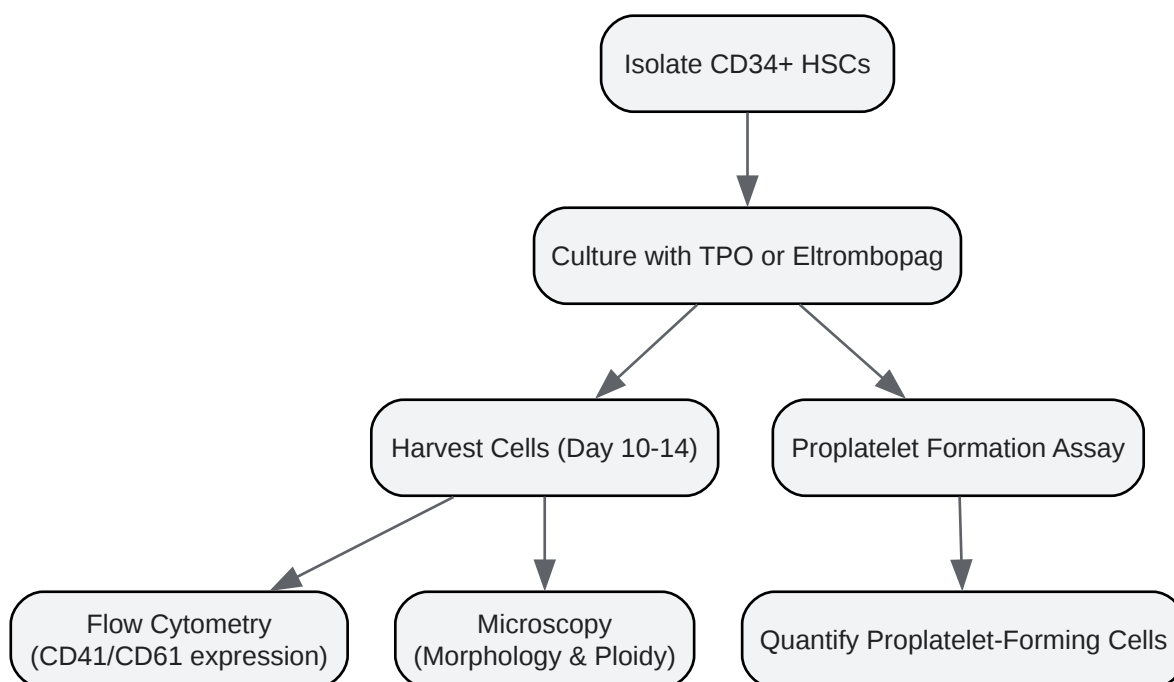 Isolate CD34+ HSCs
Culture with TPO or Eltrombopag
Harvest Cells (Day 10-14)
Proplatelet Formation Assay
Flow Cytometry
(CD41/CD61 expression)
Microscopy
(Morphology & Ploidy)
Quantify Proplatelet-Forming Cells